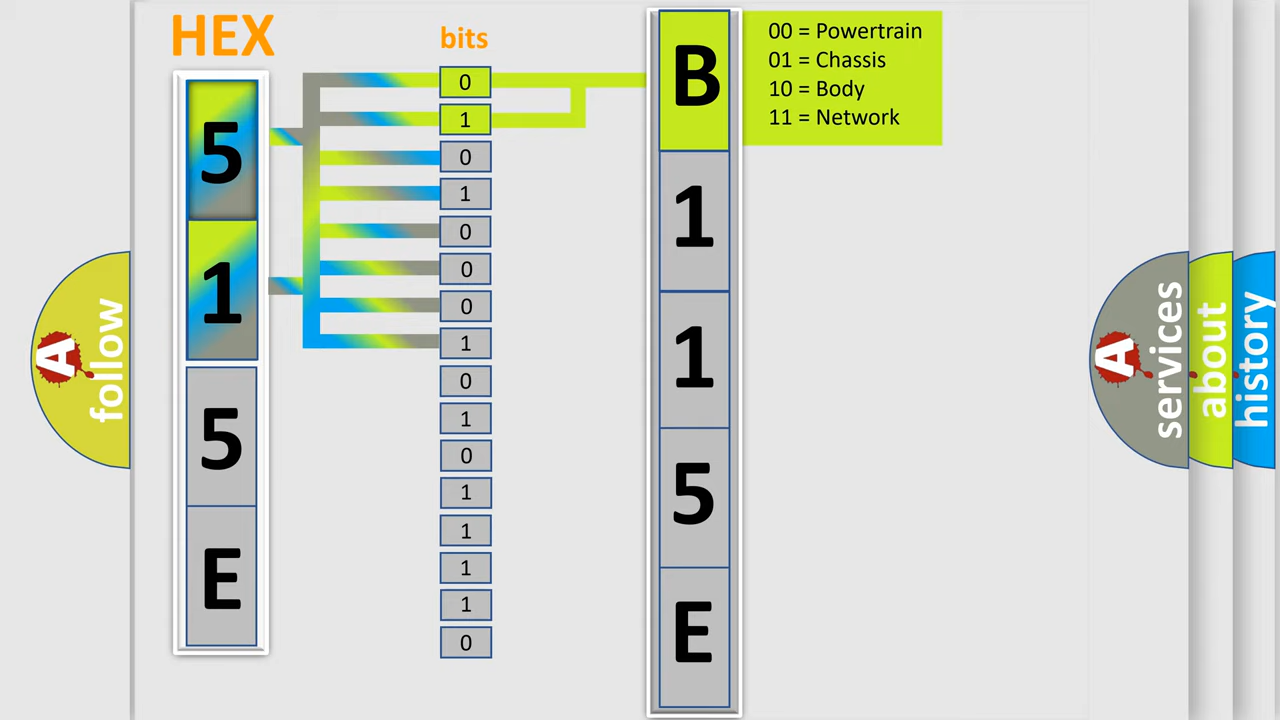 HEX
bits
5
1
5
E
0
1
0
1
0
0
0
1
0
1
0
1
1
1
1
0
B
1
1
5
E
00 = Powertrain
01 = Chassis
10 = Body
11 = Network
A follow
A services
about
history